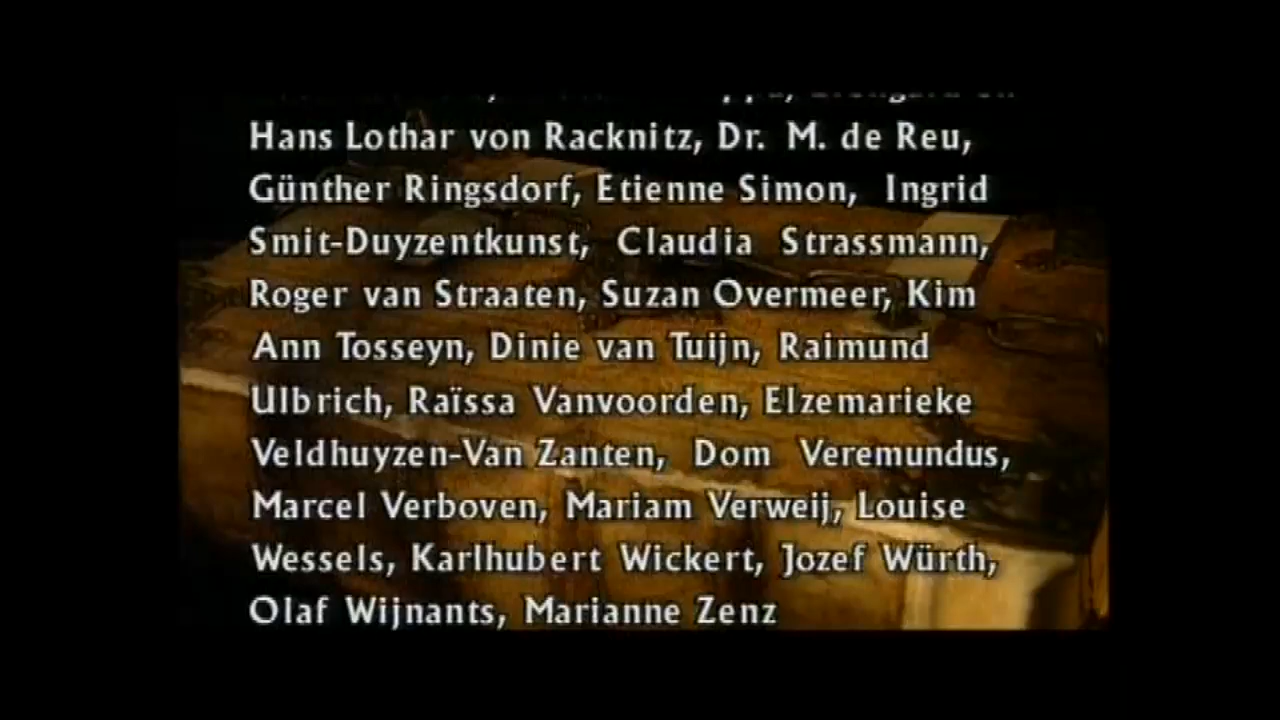 Hans Lothar von Racknitz, Dr. M. de Reu,
Günther Ringsdorf, Etienne Simon, Ingrid
Smit-Duyzentkunst, Claudia Strassmann,
Roger van Straaten, Suzan Overmeer, Kim
Ann Tosseyn, Dinie van Tuijn, Raimund
Ulbrich, Raïssa Vanvoorden, Elzemarieke
Veldhuyzen-Van Zanten, Dom Veremundus,
Marcel Verboven, Mariam Verweij, Louise
Wessels, Karlhubert Wickert, Jozef Würth,
Olaf Wijnants, Marianne Zenz